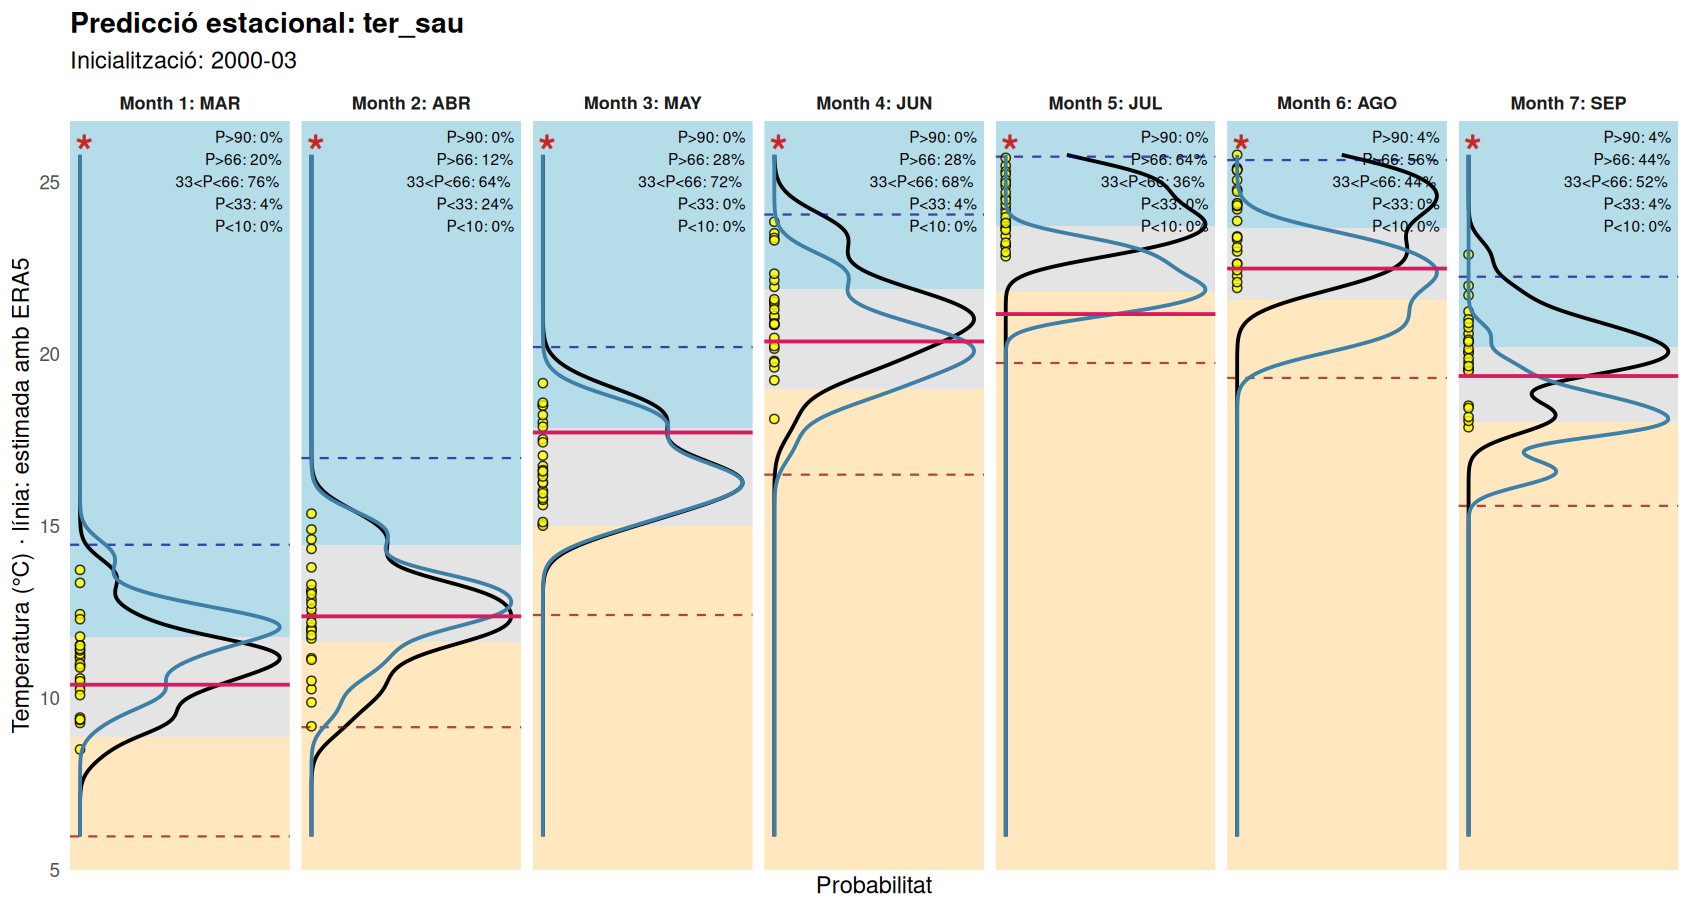 Predicció estacional: ter_sau
Inicialització: 2000-03
Month 1: MAR
Month 2: ABR
Month 3: MAY
Month 4: JUN
Month 5: JUL
Month 6: AGO
Month 7: SEP
*
P>90: 0%
P>66: 20%
33<P<66: 76%
P<33: 4%
P<10: 0%
*
P>90: 0%
P>66: 12%
33<P<66: 64%
P<33: 24%
P<10: 0%
*
P>90: 0%
P>66: 28%
33<P<66: 72%
P<33: 0%
P<10: 0%
*
P>90: 0%
P>66: 28%
33<P<66: 68%
P<33: 4%
P<10: 0%
*
P>90: 0%
P>66: 64%
33<P<66: 36%
P<33: 0%
P<10: 0%
*
P>90: 4%
P>66: 56%
33<P<66: 44%
P<33: 0%
P<10: 0%
*
P>90: 4%
P>66: 44%
33<P<66: 52%
P<33: 4%
P<10: 0%
25
20
15
10
5
Temperatura (°C) · línia: estimada amb ERA5
Probabilitat